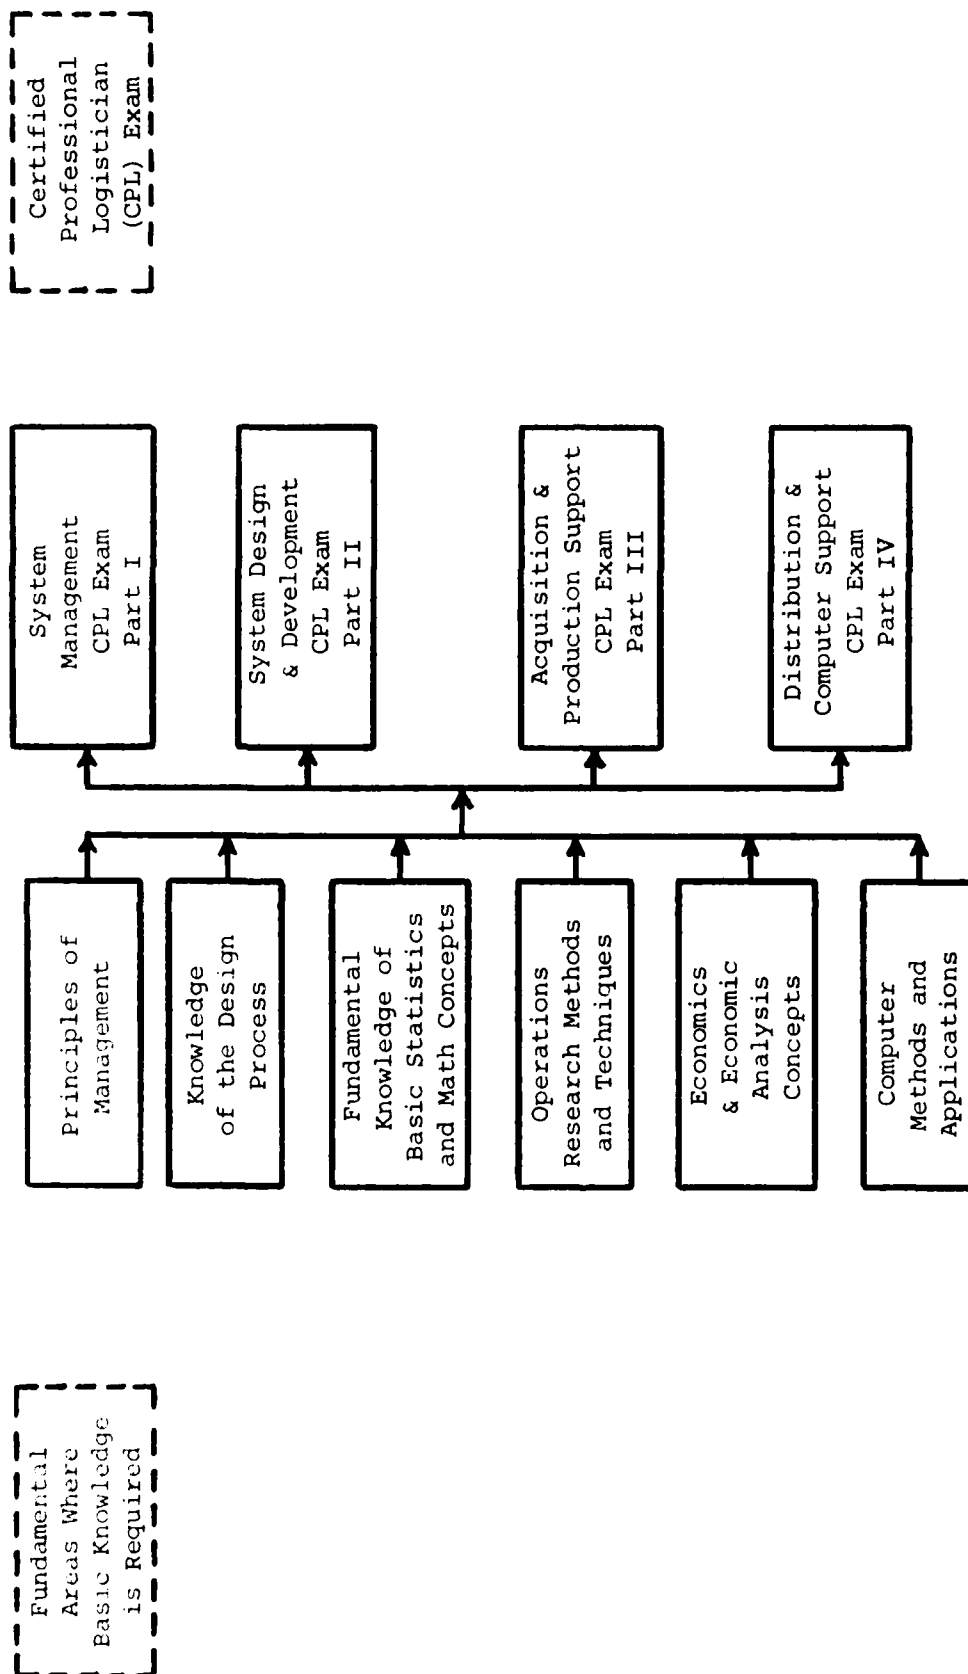 Fundamental
Areas Where
Basic Knowledge
is Required
Principles of
Management
Knowledge
of the Design
Process
Fundamental
Knowledge of
Basic Statistics
and Math Concepts
Operations
Research Methods
and Techniques
Economics
& Economic
Analysis
Concepts
Computer
Methods and
Applications
Certified
Professional
Logistician
(CPL) Exam
System
Management
CPL Exam
Part I
System Design
& Development
CPL Exam
Part II
Acquisition &
Production Support
CPL Exam
Part III
Distribution &
Computer Support
CPL Exam
Part IV